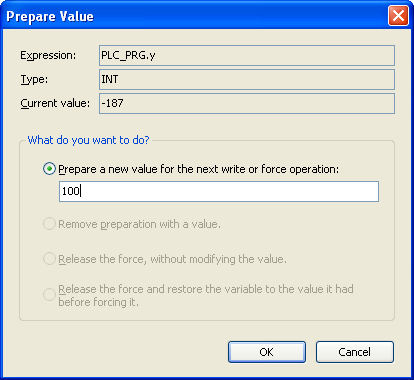 Prepare Value
Expression: PLC_PRG.y
Type: INT
Current value: -187
What do you want to do?
Prepare a new value for the next write or force operation:
100
Remove preparation with a value.
Release the force, without modifying the value.
Release the force and restore the variable to the value it had
before forcing it.
OK Cancel